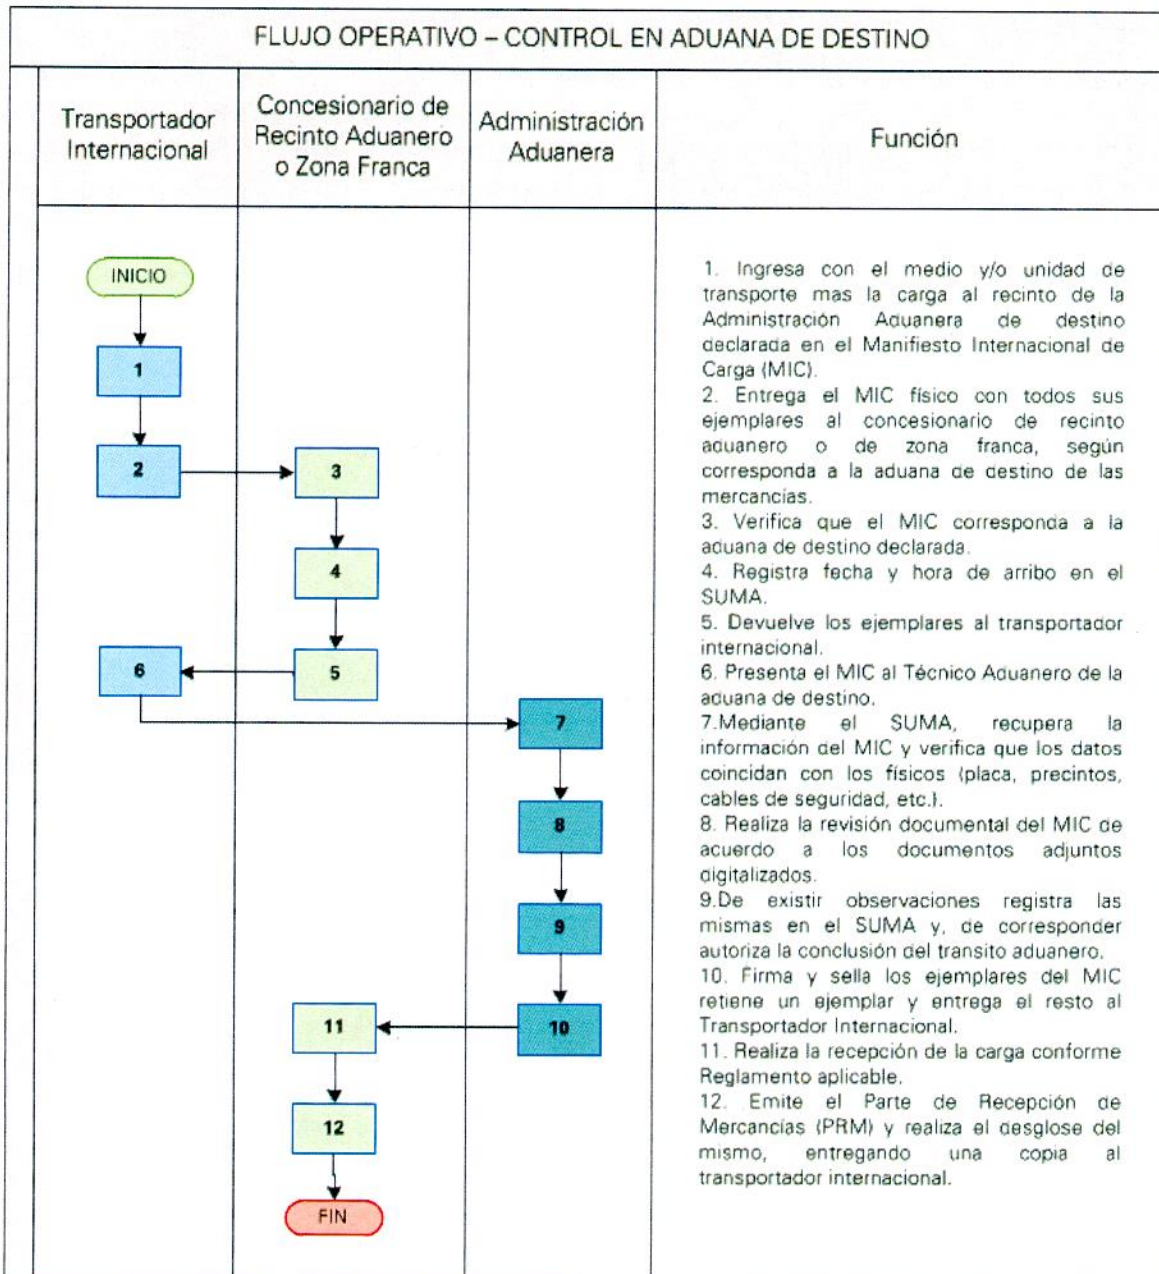 FLUJO OPERATIVO – CONTROL EN ADUANA DE DESTINO
Transportador
Internacional
Concesionario de
Recinto Aduanero
o Zona Franca
Administración
Aduanera
Función
INICIO
1
2
3
4
5
6
7
8
9
10
11
12
FIN
1. Ingresa con el medio y/o unidad de
transporte mas la carga al recinto de la
Administración Aduanera de destino
declarada en el Manifiesto Internacional de
Carga (MIC).
2. Entrega el MIC físico con todos sus
ejemplares al concesionario de recinto
aduanero o de zona franca, según
corresponda a la aduana de destino de las
mercancías.
3. Verifica que el MIC corresponda a la
aduana de destino declarada.
4. Registra fecha y hora de arribo en el
SUMA.
5. Devuelve los ejemplares al transportador
internacional.
6. Presenta el MIC al Técnico Aduanero de la
aduana de destino.
7.Mediante el SUMA, recupera la
información del MIC y verifica que los datos
coincidan con los físicos (placa, precintos,
cables de seguridad, etc.).
8. Realiza la revisión documental del MIC de
acuerdo a los documentos adjuntos
digitalizados.
9.De existir observaciones registra las
mismas en el SUMA y, de corresponder
autoriza la conclusión del transito aduanero.
10. Firma y sella los ejemplares del MIC
retiene un ejemplar y entrega el resto al
Transportador Internacional.
11. Realiza la recepción de la carga conforme
Reglamento aplicable.
12. Emite el Parte de Recepción de
Mercancías (PRM) y realiza el desglose del
mismo, entregando una copia al
transportador internacional.